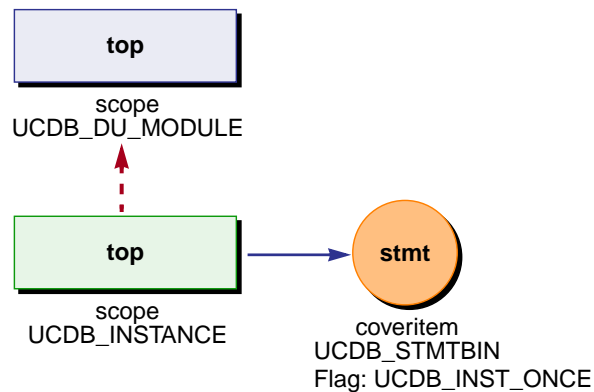 top
scope
UCDB_DU_MODULE
top
stmt
scope
UCDB_INSTANCE
coveritem
UCDB_STMTBIN
Flag: UCDB_INST_ONCE